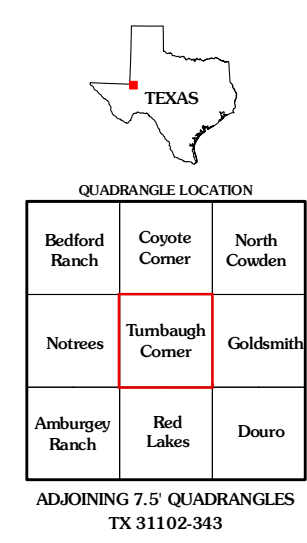 TEXAS
QUADRANGLE LOCATION
Bedford
Ranch
Coyote
Corner
North
Cowden
Notrees
Turnbaugh
Corner
Goldsmith
Amburgey
Ranch
Red
Lakes
Douro
ADJOINING 7.5' QUADRANGLES
TX 31102-343